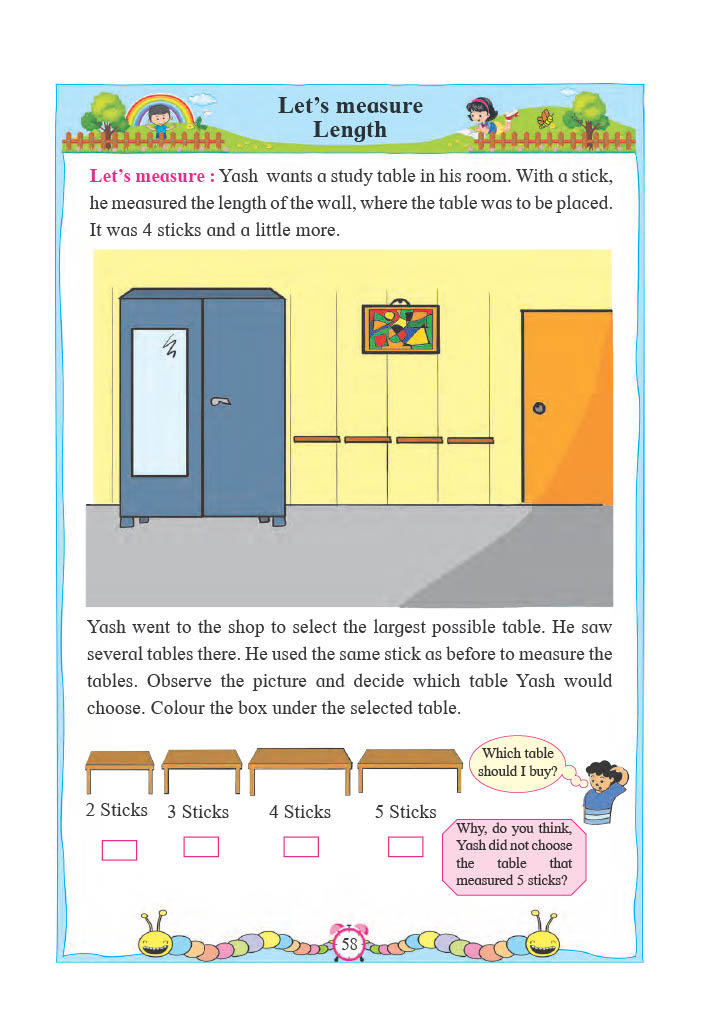 Let's measure
Length
Let's measure : Yash wants a study table in his room. With a stick,
he measured the length of the wall, where the table was to be placed.
It was 4 sticks and a little more.
Yash went to the shop to select the largest possible table. He saw
several tables there. He used the same stick as before to measure the
tables. Observe the picture and decide which table Yash would
choose. Colour the box under the selected table.
Which table
should I buy?
2 Sticks
3 Sticks
4 Sticks
5 Sticks
Why, do you think,
Yash did not choose
the table that
measured 5 sticks?
58